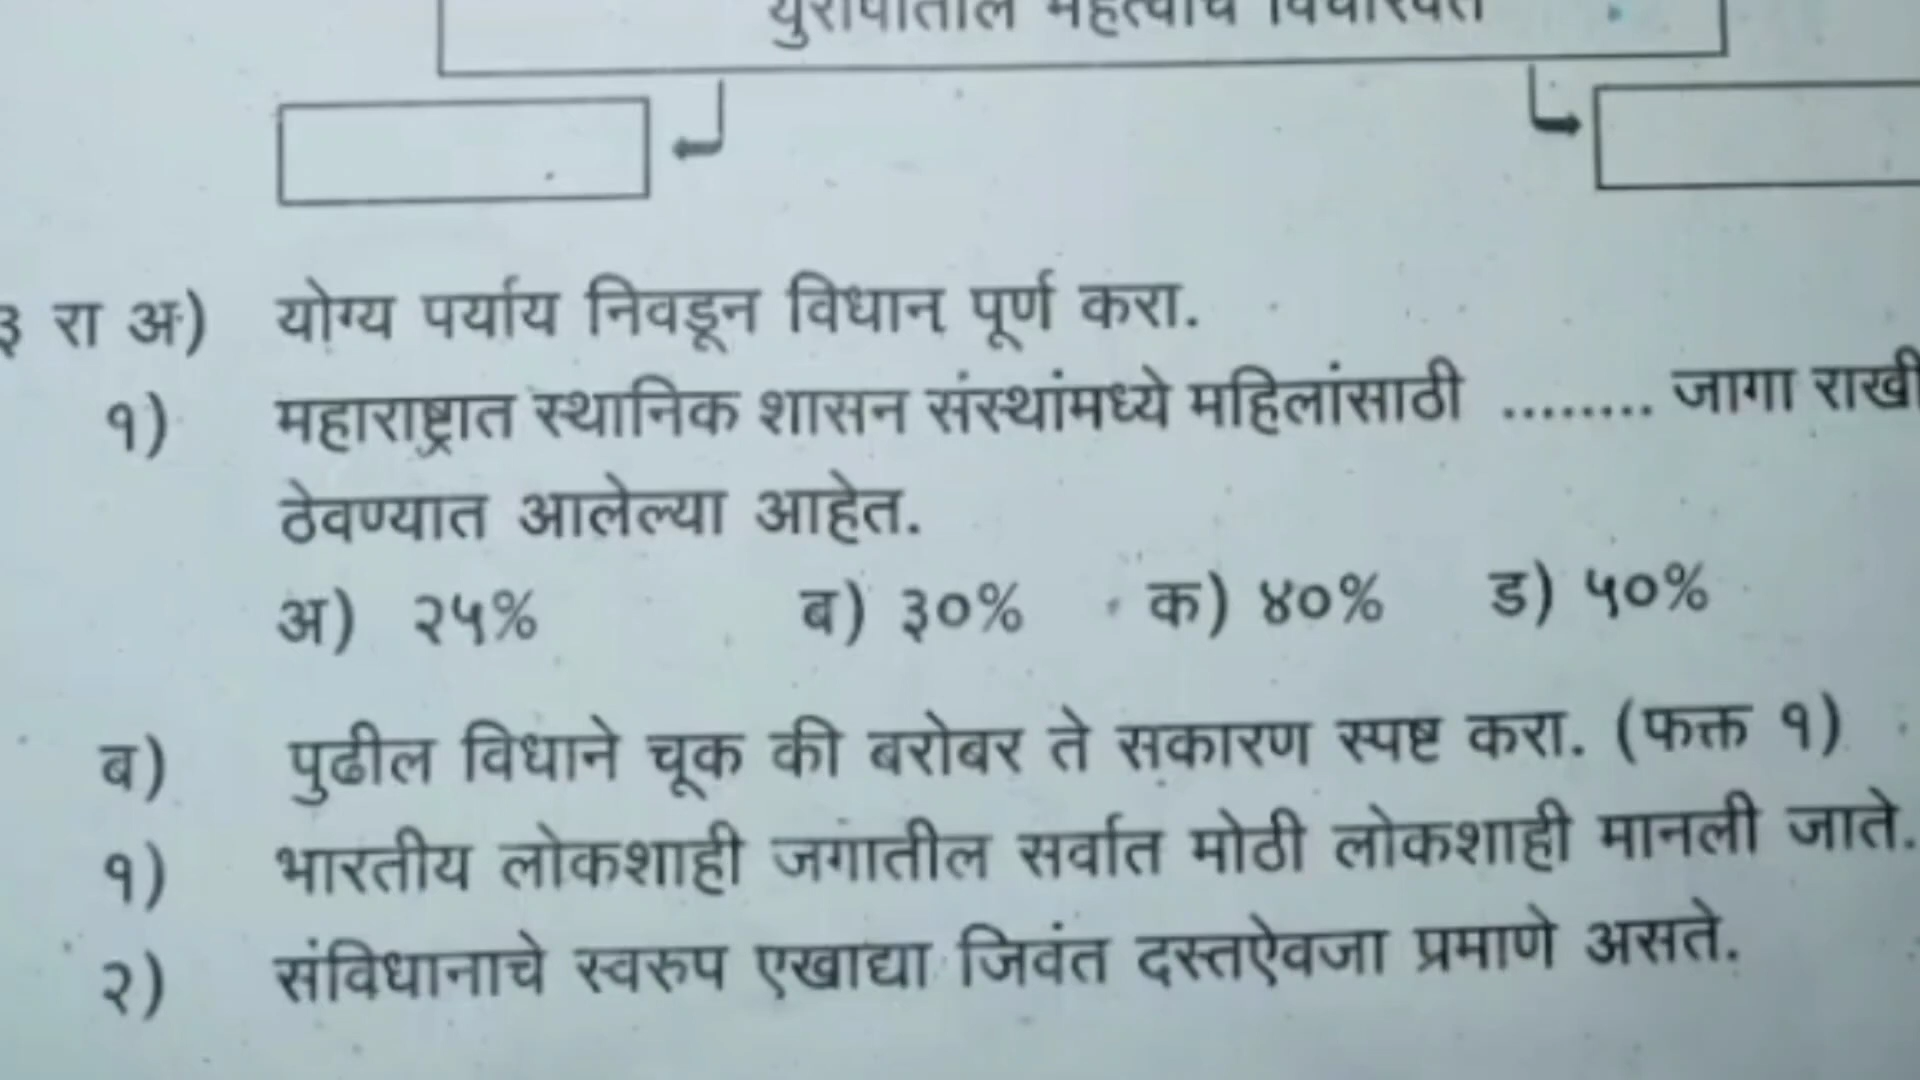 युरोपातील महत्वाचे विचारवंत
३ रा अ) योग्य पर्याय निवडून विधान पूर्ण करा.
१) महाराष्ट्रात स्थानिक शासन संस्थांमध्ये महिलांसाठी ........ जागा राखी
ठेवण्यात आलेल्या आहेत.
अ) २५% ब) ३०% क) ४०% ड) ५०%
ब) पुढील विधाने चूक की बरोबर ते सकारण स्पष्ट करा. (फक्त १)
१) भारतीय लोकशाही जगातील सर्वात मोठी लोकशाही मानली जाते.
२) संविधानाचे स्वरुप एखाद्या जिवंत दस्तऐवजा प्रमाणे असते.